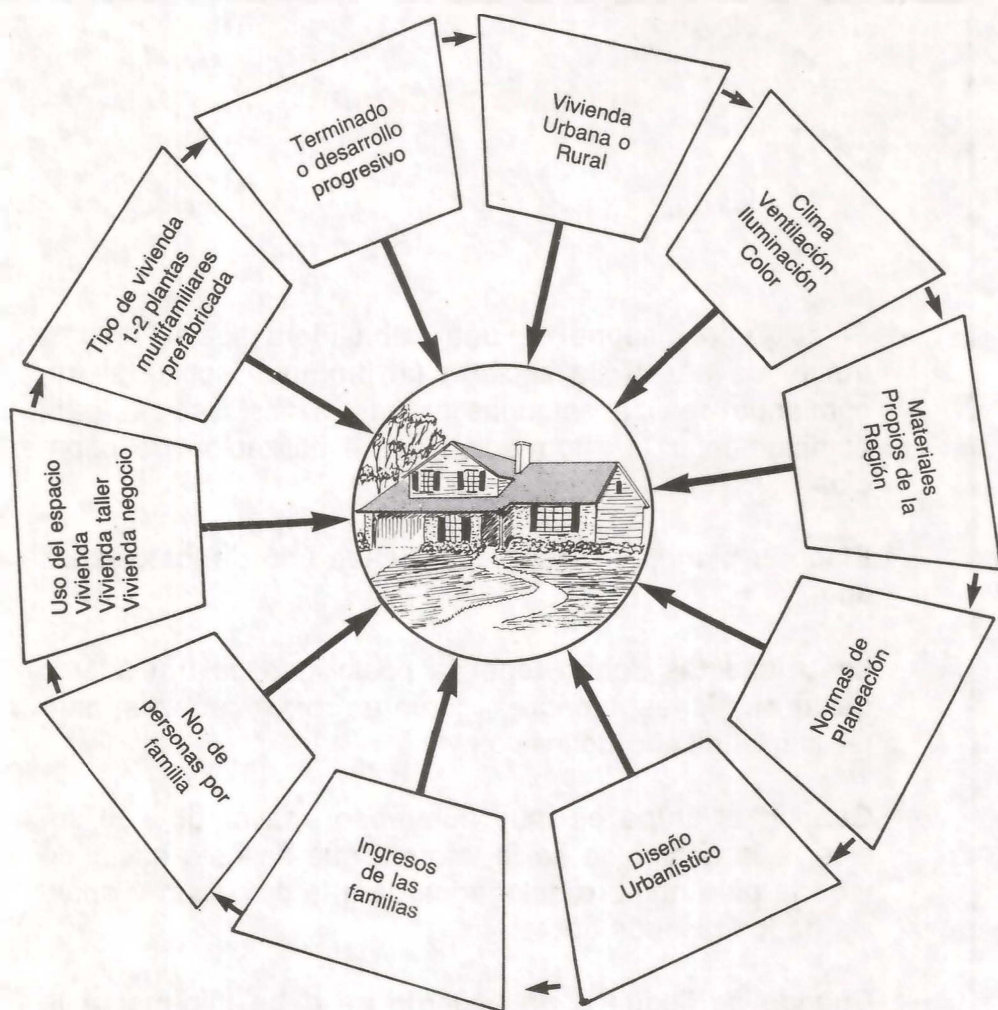 Terminado
o desarrollo
progresivo
Vivienda
Urbana o
Rural
Clima
Ventilación
Iluminación
Color
Materiales
Propios de la
Región
Normas de
Planeación
Diseño
Urbanístico
Ingresos
de las
familias
No. de
personas por
familia
Uso del espacio
Vivienda
Vivienda taller
Vivienda negocio
Tipo de vivienda
1-2 plantas
multifamiliares
prefabricada